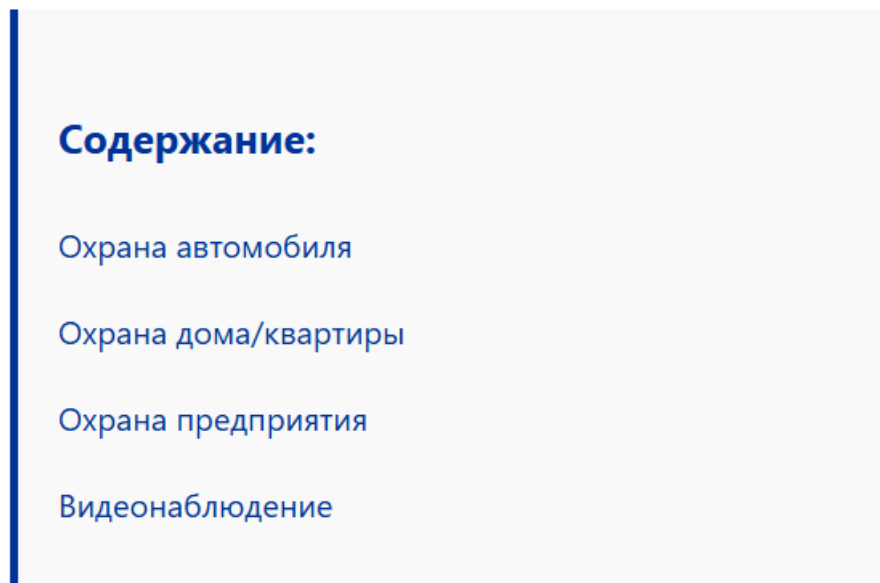 Содержание:
Охрана автомобиля
Охрана дома/квартиры
Охрана предприятия
Видеонаблюдение